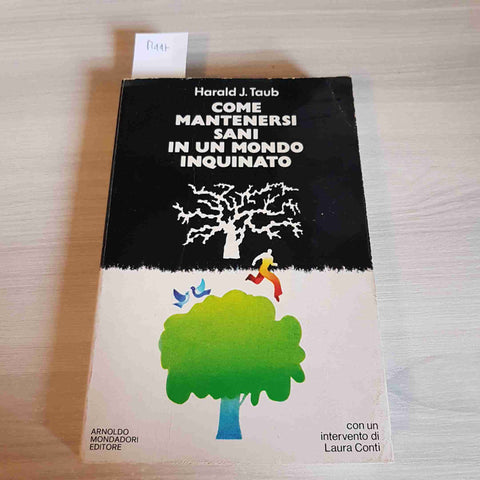 Harald J. Taub
COME
MANTENERSI
SANI
IN UN MONDO
INQUINATO
ARNOLDO
MONDADORI
EDITORE
con un
intervento di
Laura Conti